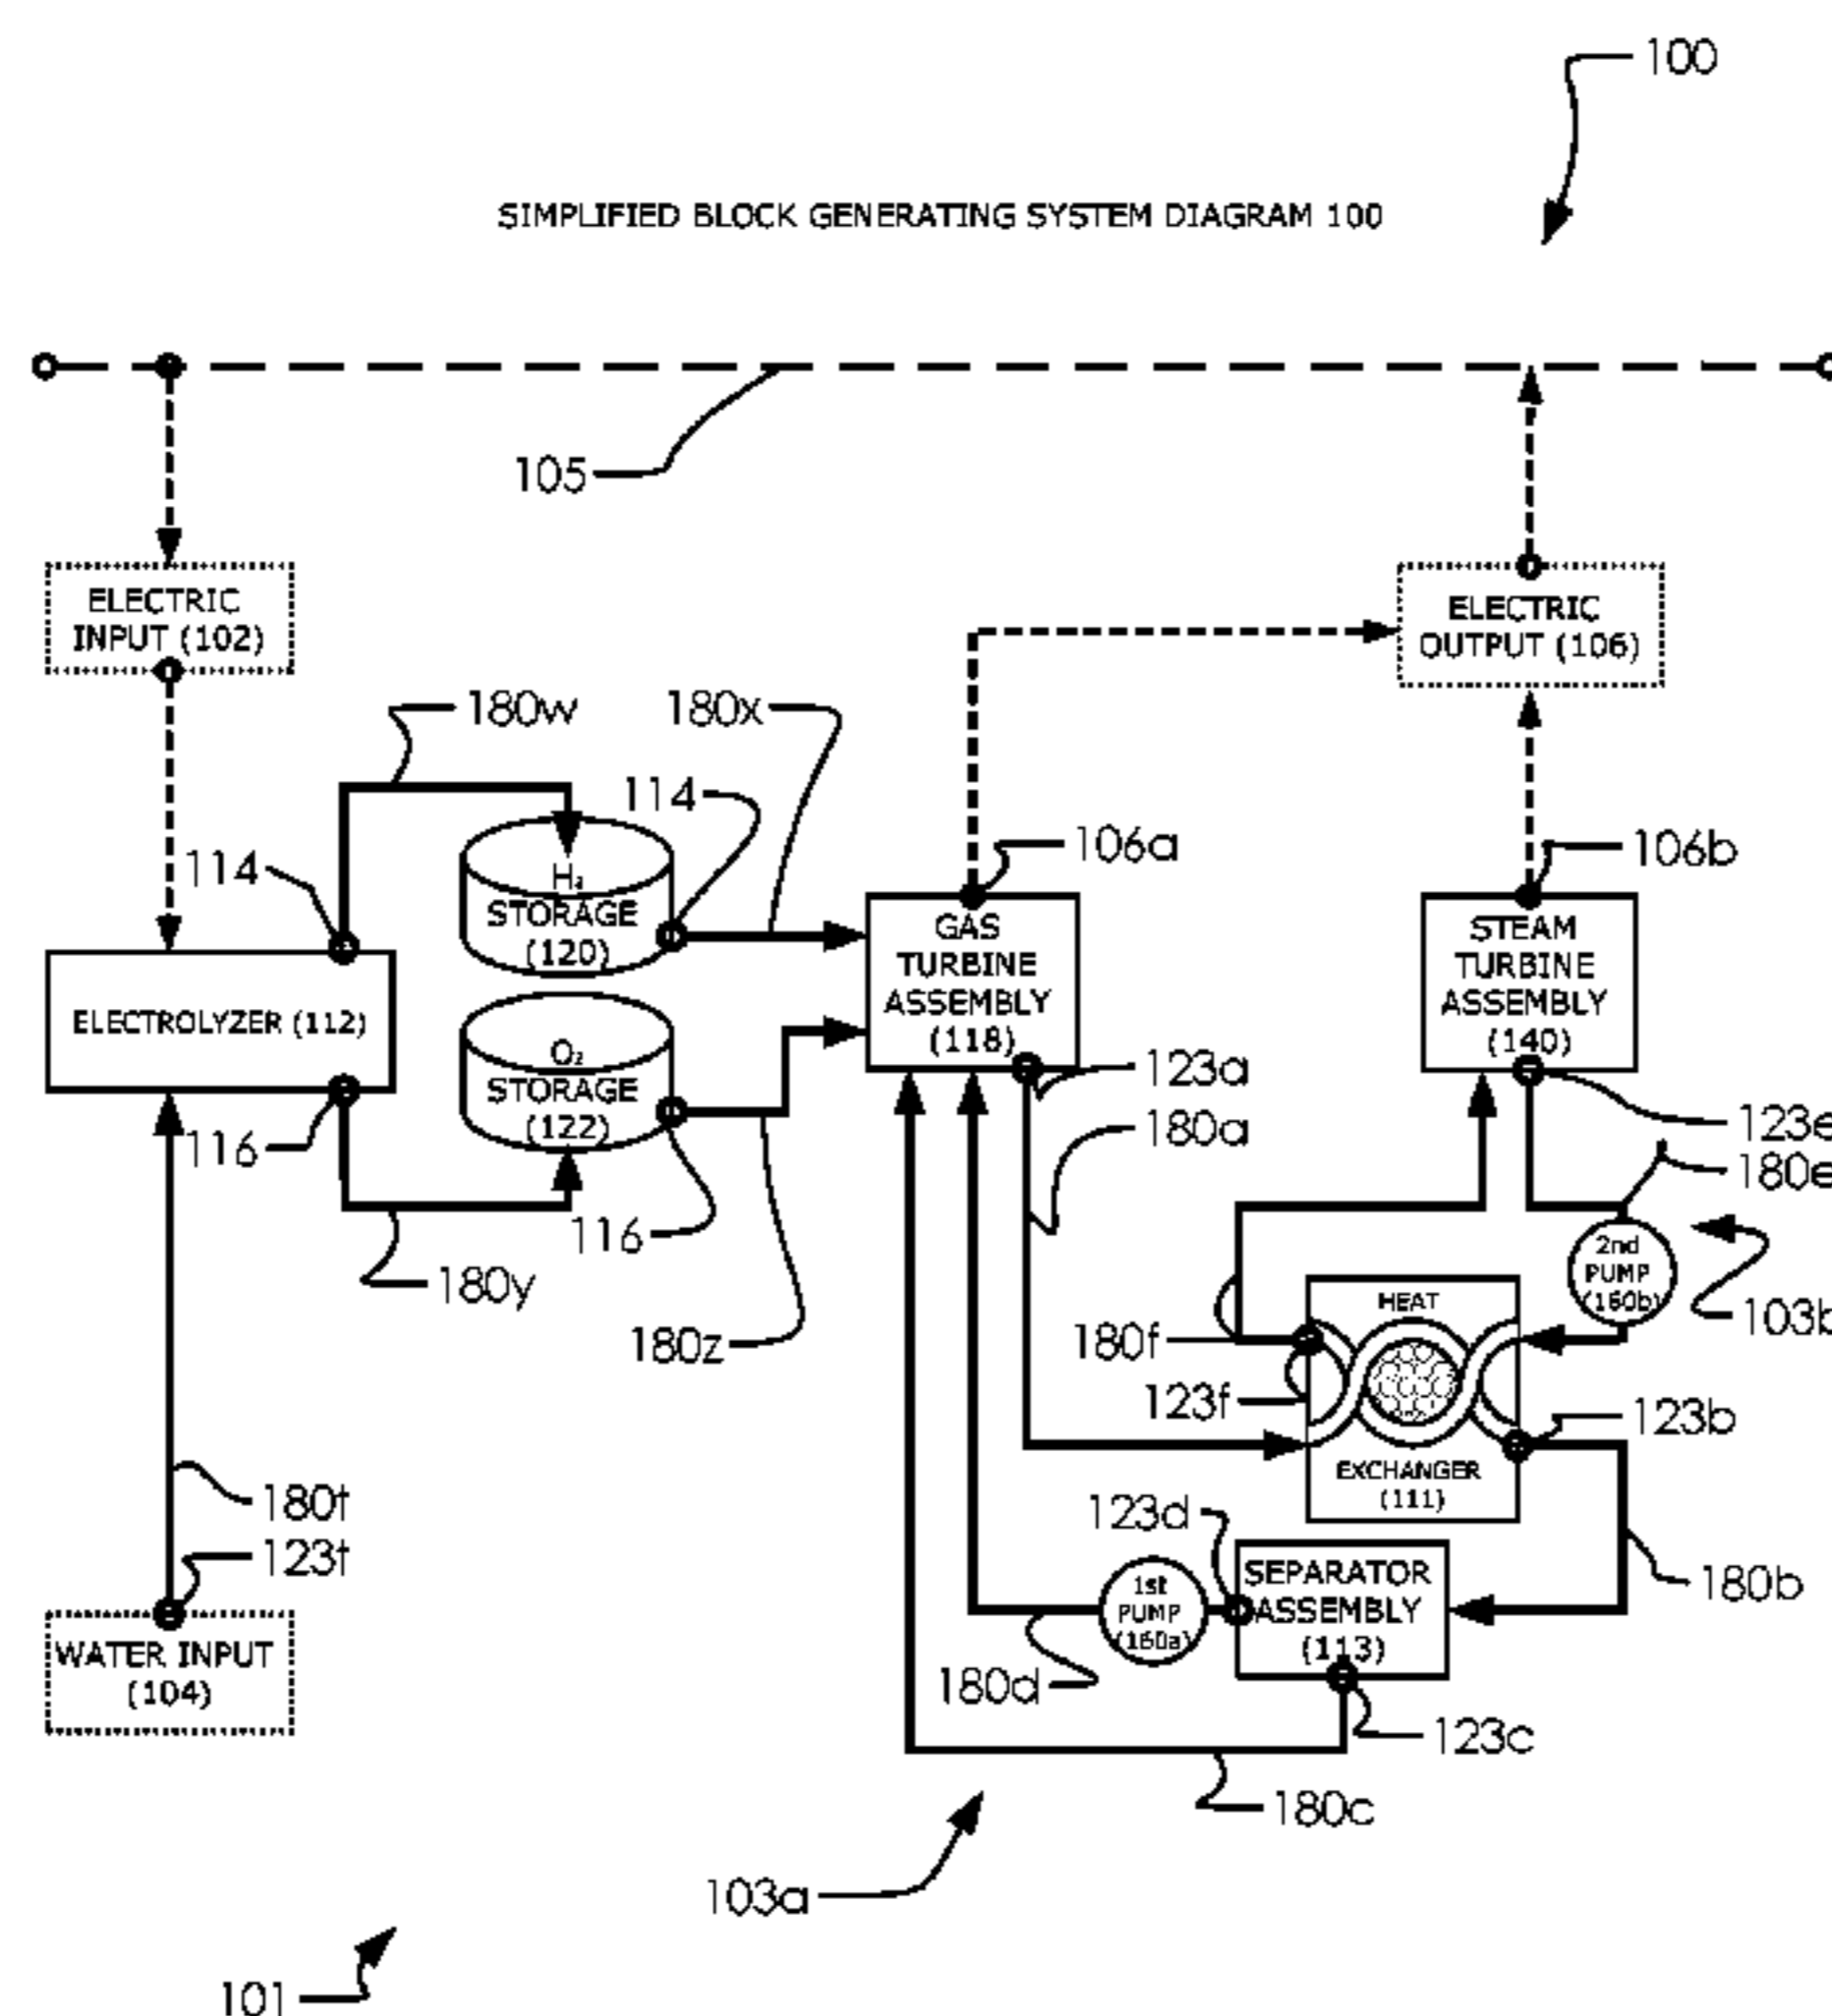 100
SIMPLIFIED BLOCK GENERATING SYSTEM DIAGRAM 100
105
ELECTRIC
INPUT (102)
ELECTRIC
OUTPUT (106)
180w
180x
114
114
106a
106b
H₂
STORAGE
(120)
GAS
TURBINE
ASSEMBLY
(118)
STEAM
TURBINE
ASSEMBLY
(140)
ELECTROLYZER (112)
O₂
STORAGE
(122)
123a
180a
123e
180e
116
116
180y
180z
2nd
PUMP
(160b)
103b
HEAT
180f
123f
123b
EXCHANGER
(111)
180t
123t
123d
180b
WATER INPUT
(104)
1st
PUMP
(160a)
SEPARATOR
ASSEMBLY
(113)
180d
123c
180c
103a
101